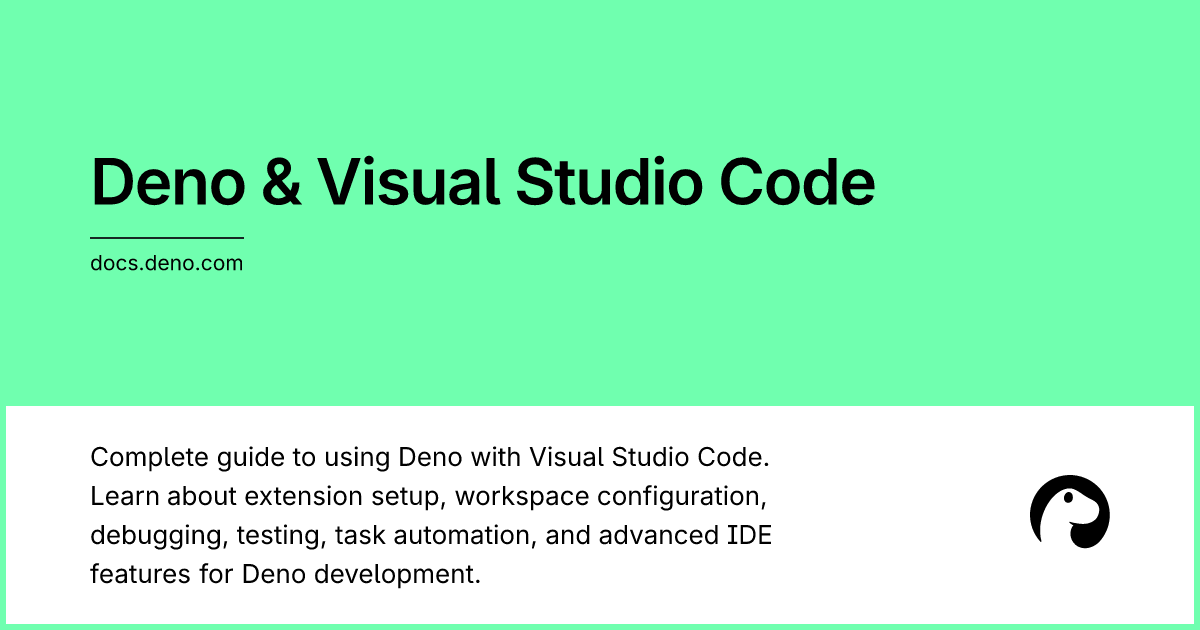 Deno & Visual Studio Code
docs.deno.com
Complete guide to using Deno with Visual Studio Code.
Learn about extension setup, workspace configuration,
debugging, testing, task automation, and advanced IDE
features for Deno development.